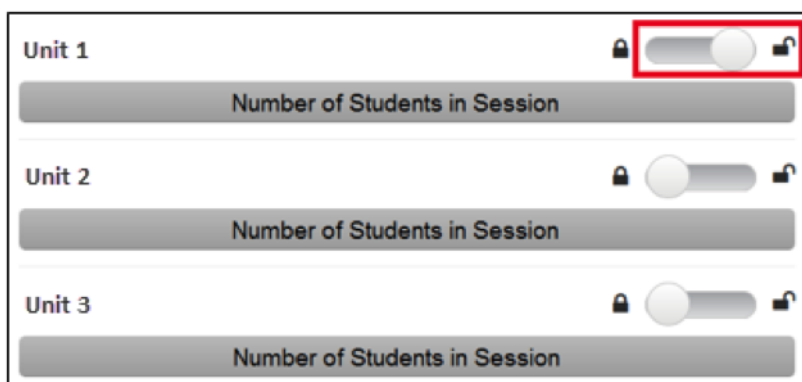 Unit 1
Number of Students in Session
Unit 2
Number of Students in Session
Unit 3
Number of Students in Session